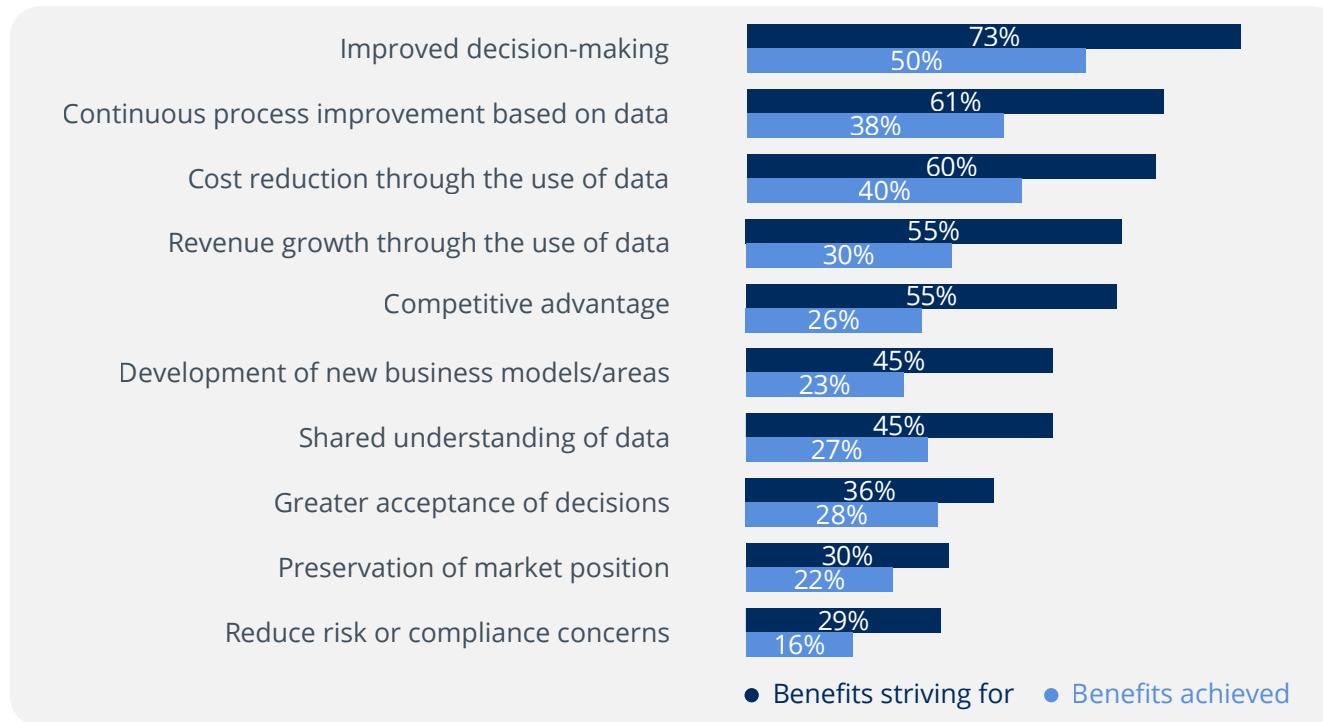 Improved decision-making
73%
50%
Continuous process improvement based on data
61%
38%
Cost reduction through the use of data
60%
40%
Revenue growth through the use of data
55%
30%
Competitive advantage
55%
26%
Development of new business models/areas
45%
23%
Shared understanding of data
45%
27%
Greater acceptance of decisions
36%
28%
Preservation of market position
30%
22%
Reduce risk or compliance concerns
29%
16%
Benefits striving for
Benefits achieved